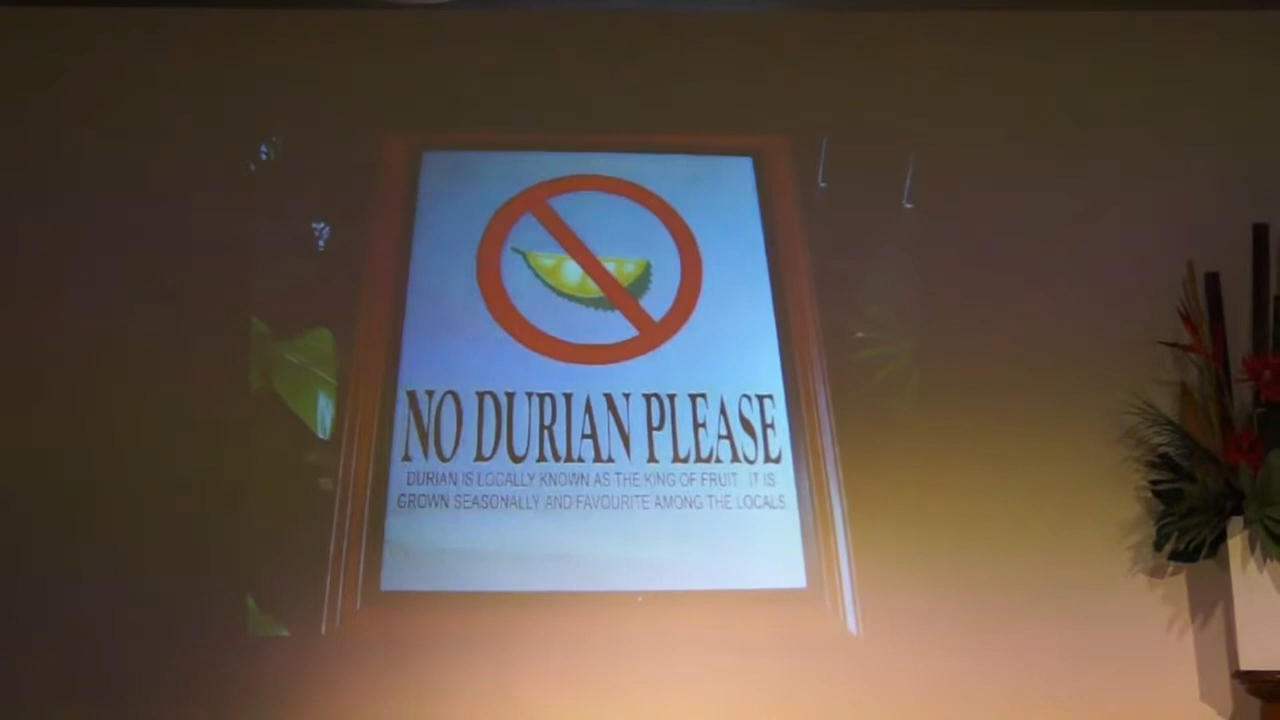 NO DURIAN PLEASE
DURIAN IS LOCALLY KNOWN AS THE KING OF FRUIT. IT IS
GROWN SEASONALLY AND FAVOURITE AMONG THE LOCALS